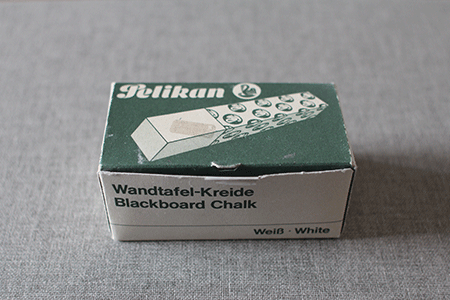 Pelikan
Wandtafel-Kreide
Blackboard Chalk
Weiß · White